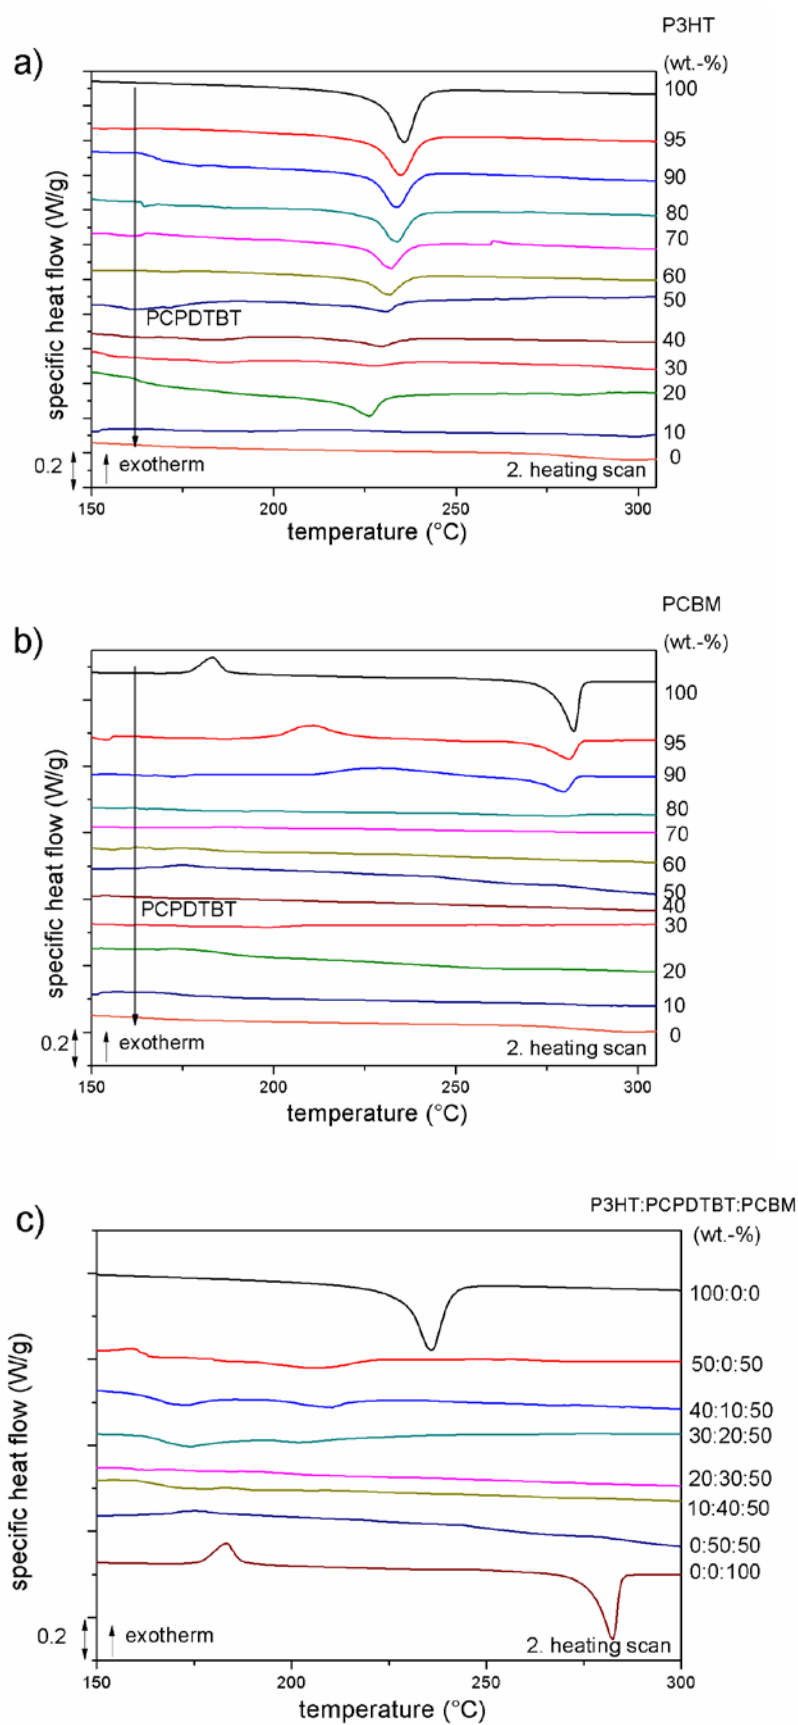 P3HT
a)
(wt.-%)
100
95
90
80
70
60
50
PCPDTBT
40
30
20
10
0
specific heat flow (W/g)
0.2
exotherm
2. heating scan
150
200
250
300
temperature (°C)
PCBM
b)
(wt.-%)
100
95
90
80
70
60
50
40
PCPDTBT
30
20
10
0
specific heat flow (W/g)
0.2
exotherm
2. heating scan
150
200
250
300
temperature (°C)
P3HT:PCPDTBT:PCBM
c)
(wt.-%)
100:0:0
50:0:50
40:10:50
30:20:50
20:30:50
10:40:50
0:50:50
0:0:100
specific heat flow (W/g)
0.2
exotherm
2. heating scan
150
200
250
300
temperature (°C)